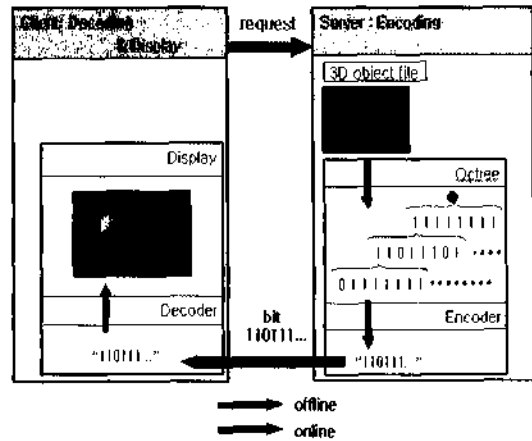 Client: Decoding
&Display
request
Server : Encoding
3D object file
Display
Octree
11011101 ....
01111111 ........
Decoder
bit
110111...
Encoder
"110111..."
"110111..."
offline
online